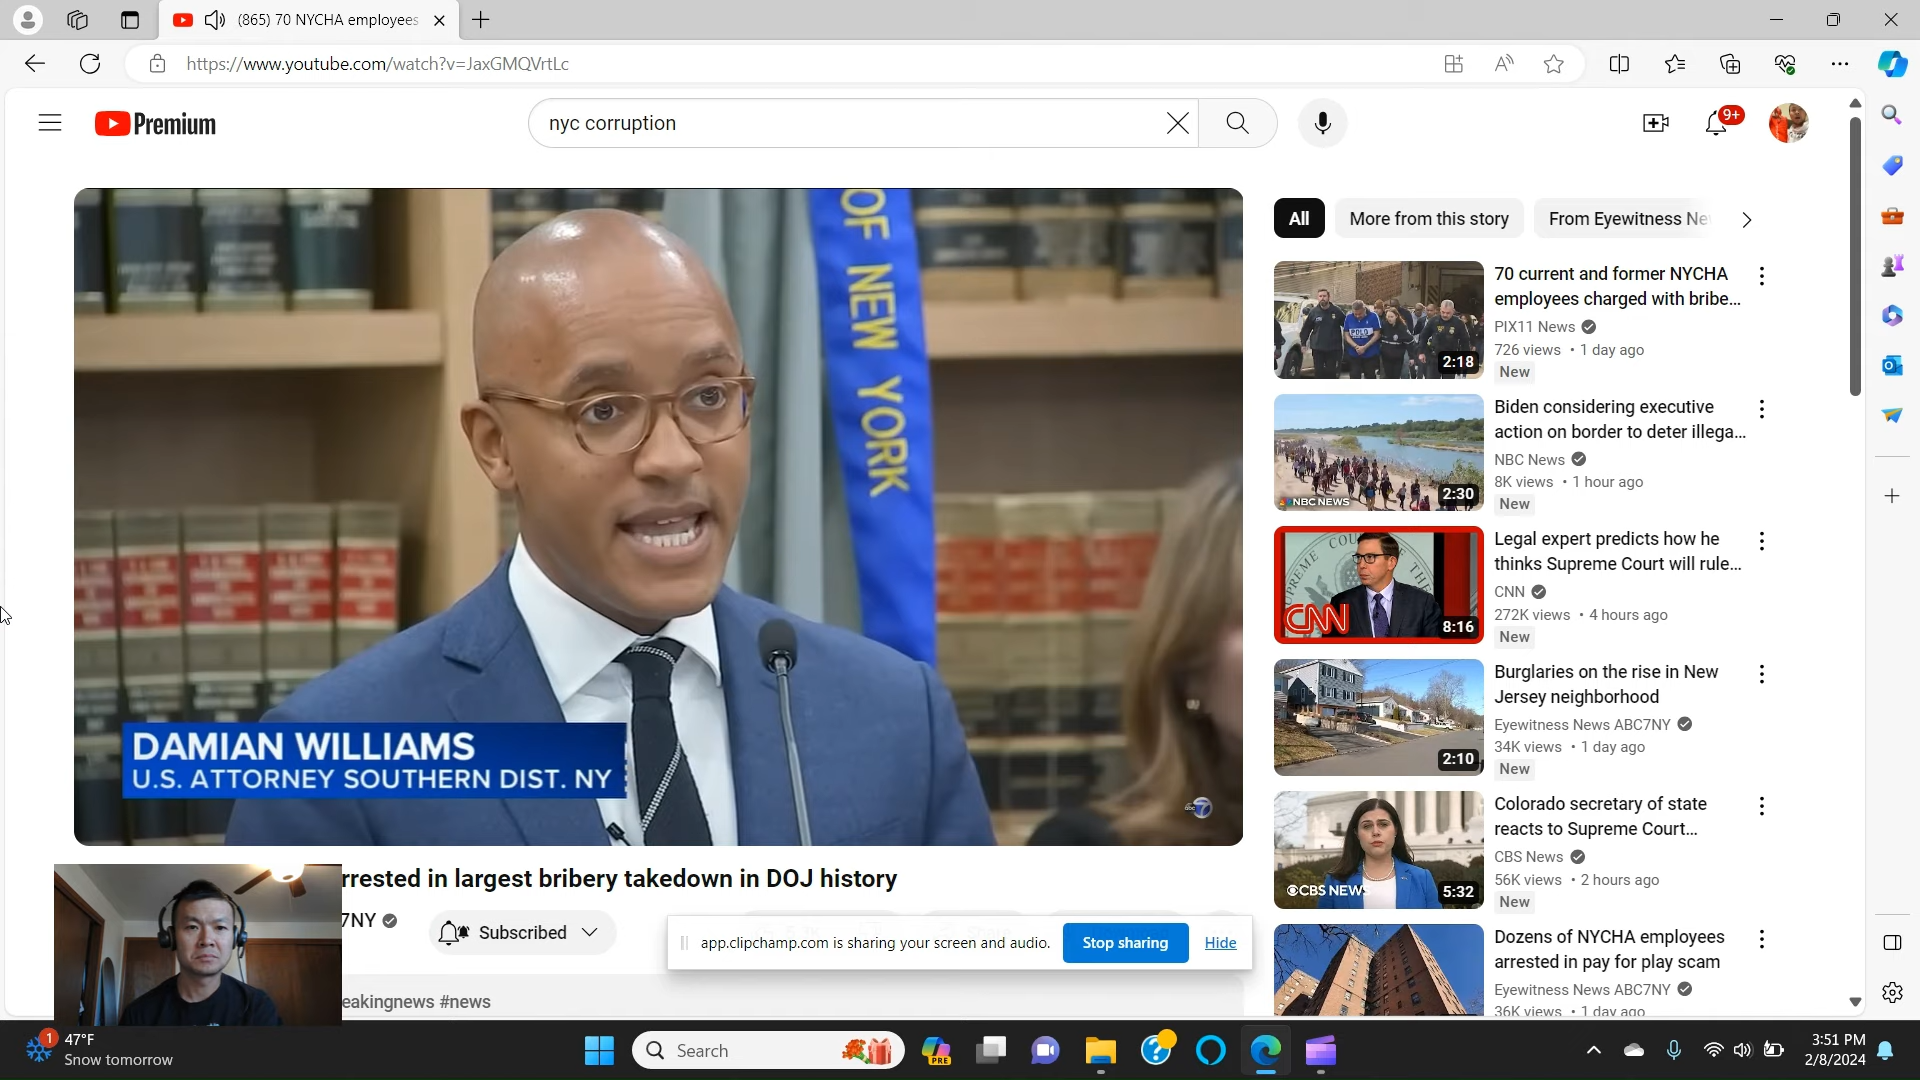 (865) 70 NYCHA employees
https://www.youtube.com/watch?v=JaxGMQVrtLc
Premium
nyc corruption
9+
OF NEW YORK
DAMIAN WILLIAMS
U.S. ATTORNEY SOUTHERN DIST. NY
abc 7
rrested in largest bribery takedown in DOJ history
7NY
Subscribed
app.clipchamp.com is sharing your screen and audio.
Stop sharing
Hide
eakingnews #news
All
More from this story
From Eyewitness Ne
70 current and former NYCHA
employees charged with bribe...
PIX11 News
726 views • 1 day ago
New
POLO
2:18
Biden considering executive
action on border to deter illega...
NBC News
8K views • 1 hour ago
New
NBC NEWS
2:30
Legal expert predicts how he
thinks Supreme Court will rule...
CNN
272K views • 4 hours ago
New
CNN
8:16
Burglaries on the rise in New
Jersey neighborhood
Eyewitness News ABC7NY
34K views • 1 day ago
New
2:10
Colorado secretary of state
reacts to Supreme Court...
CBS News
56K views • 2 hours ago
New
CBS NEWS
5:32
Dozens of NYCHA employees
arrested in pay for play scam
Eyewitness News ABC7NY
36K views • 1 day ago
1
47°F
Snow tomorrow
Search
PRE
3:51 PM
2/8/2024